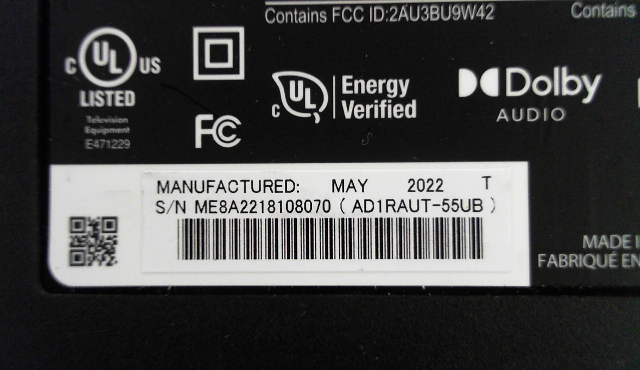 Contains FCC ID:2AU3BU9W42
Contains
C UL US
LISTED
Television
Equipment
E471229
FC
C UL
Energy
Verified
Dolby
AUDIO
MANUFACTURED: MAY 2022 T
S/N ME8A2218108070 ( AD1RAUT-55UB )
MADE
FABRIQUÉ EN